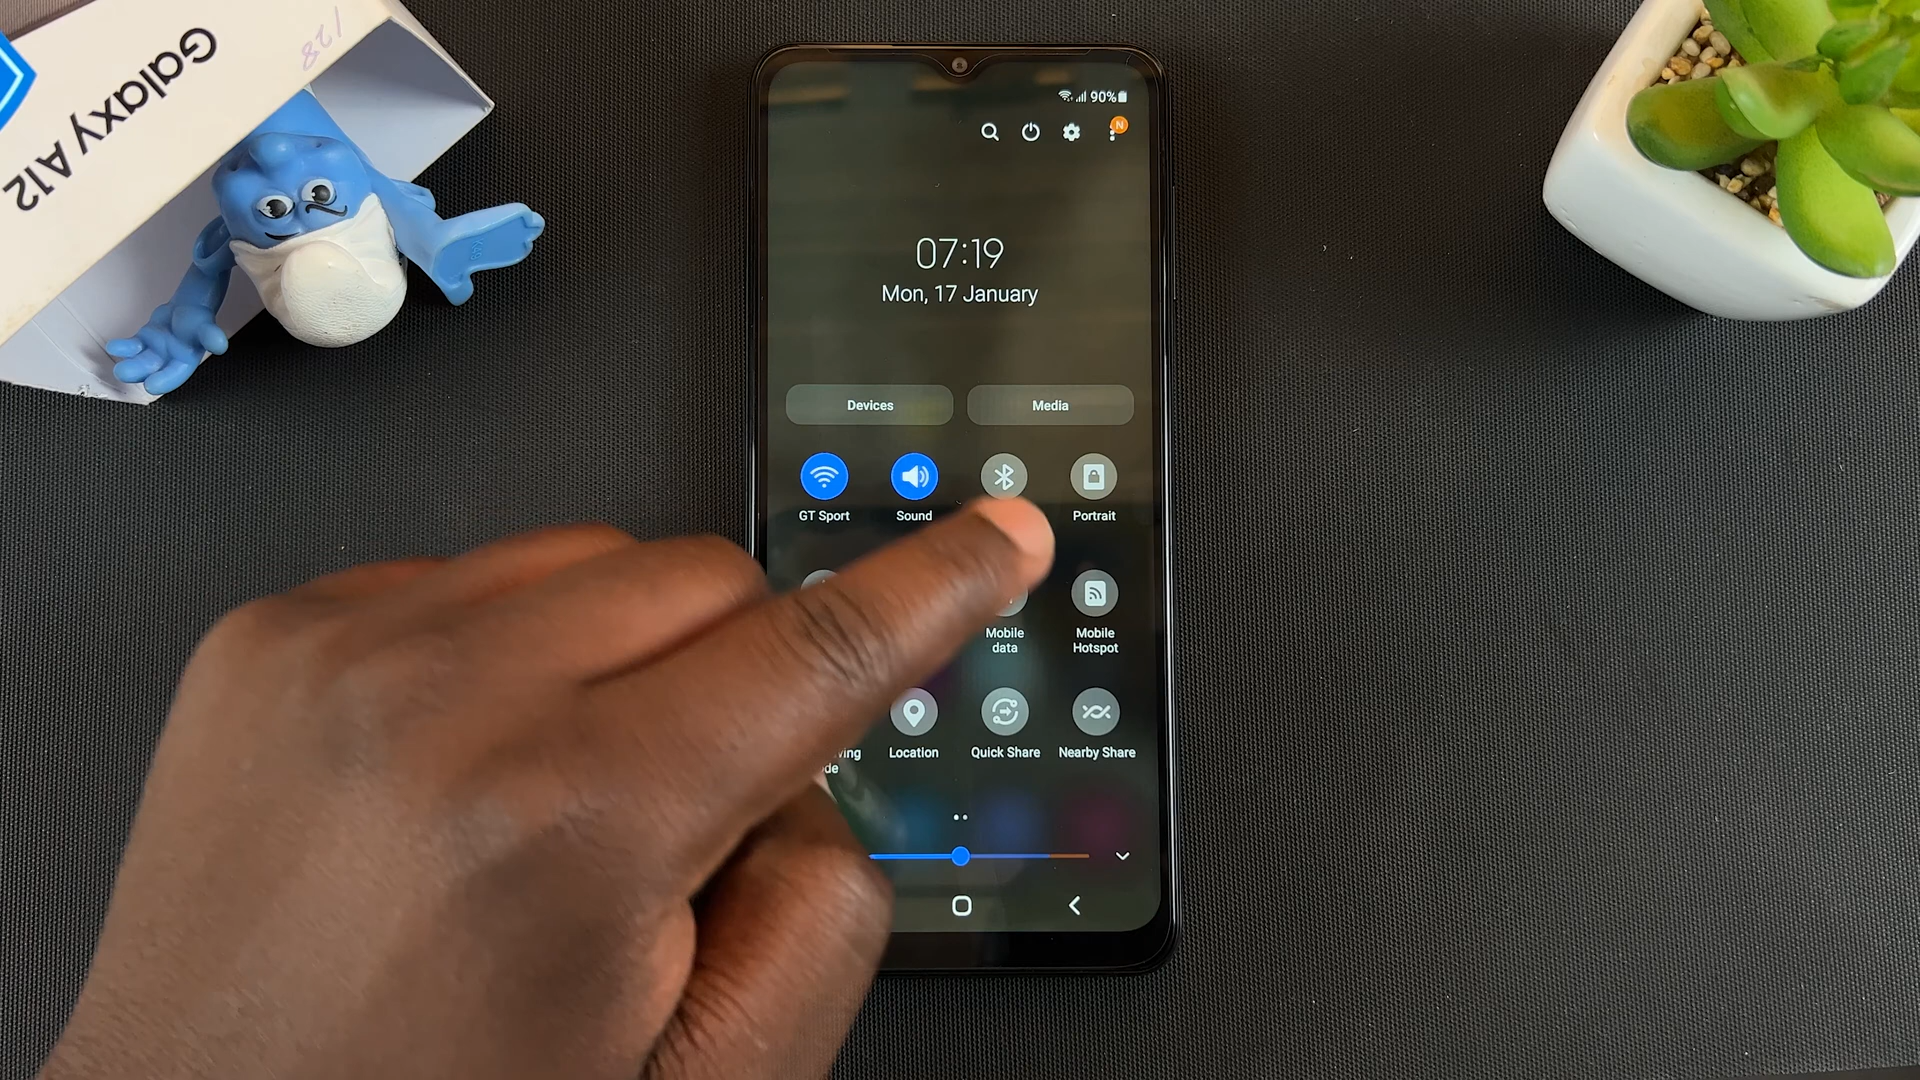 Galaxy A12
128
90%
N
07:19
Mon, 17 January
Devices
Media
GT Sport
Sound
Portrait
Mobile
data
Mobile
Hotspot
Location
Quick Share
Nearby Share